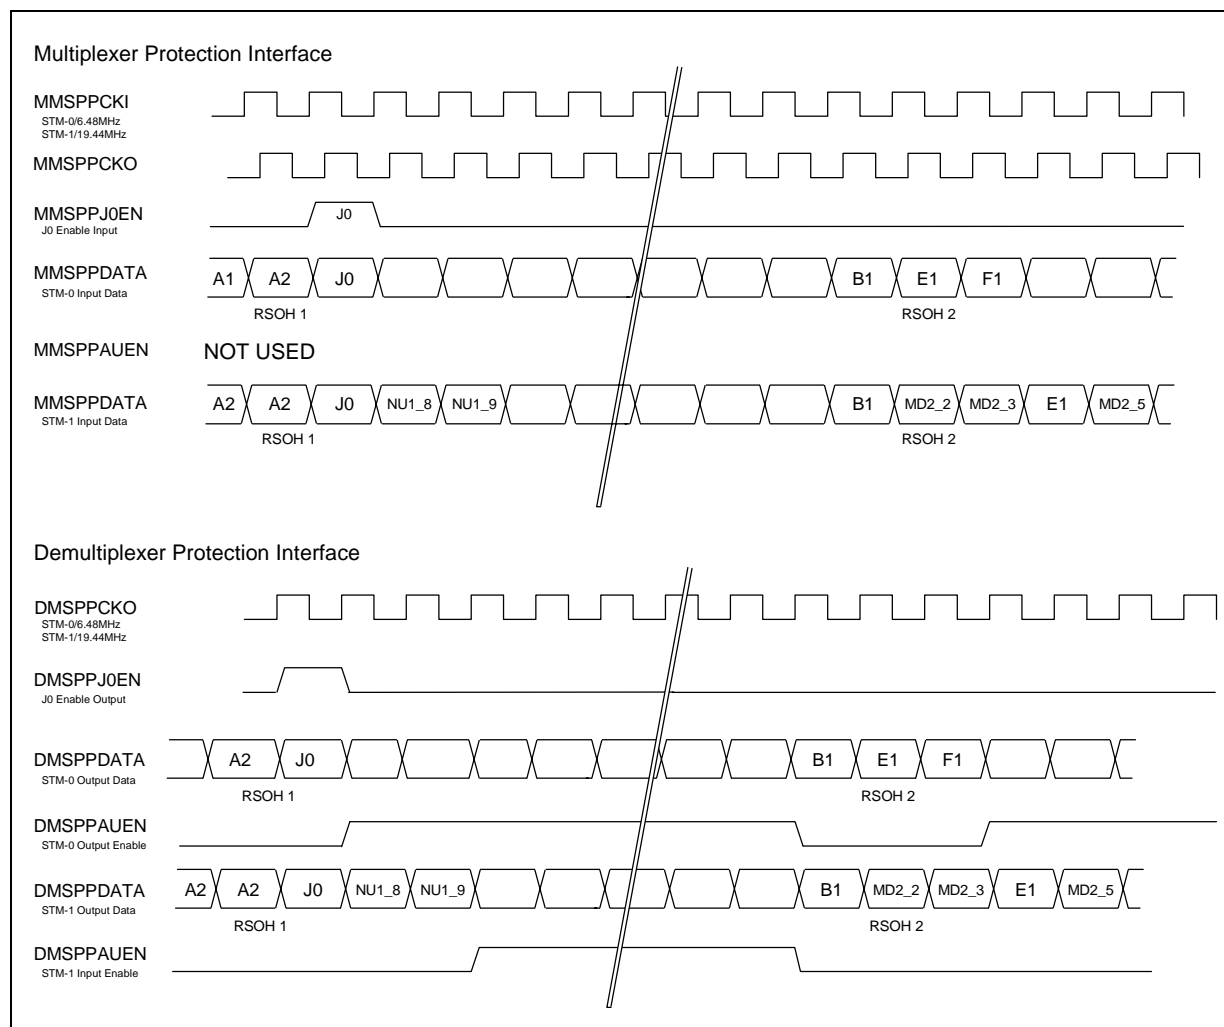 Multiplexer Protection Interface
MMSPPCKI
STM-0/6.48MHz
STM-1/19.44MHz
MMSPPCKO
MMSPPJ0EN
J0 Enable Input
J0
MMSPPDATA
STM-0 Input Data
A1 A2 J0 B1 E1 F1
RSOH 1 RSOH 2
MMSPPAUEN NOT USED
MMSPPDATA
STM-1 Input Data
A2 A2 J0 NU1_8 NU1_9 B1 MD2_2 MD2_3 E1 MD2_5
RSOH 1 RSOH 2
Demultiplexer Protection Interface
DMSPPCKO
STM-0/6.48MHz
STM-1/19.44MHz
DMSPPJ0EN
J0 Enable Output
DMSPPDATA
STM-0 Output Data
A2 J0 B1 E1 F1
RSOH 1 RSOH 2
DMSPPAUEN
STM-0 Output Enable
DMSPPDATA
STM-1 Output Data
A2 A2 J0 NU1_8 NU1_9 B1 MD2_2 MD2_3 E1 MD2_5
RSOH 1 RSOH 2
DMSPPAUEN
STM-1 Input Enable